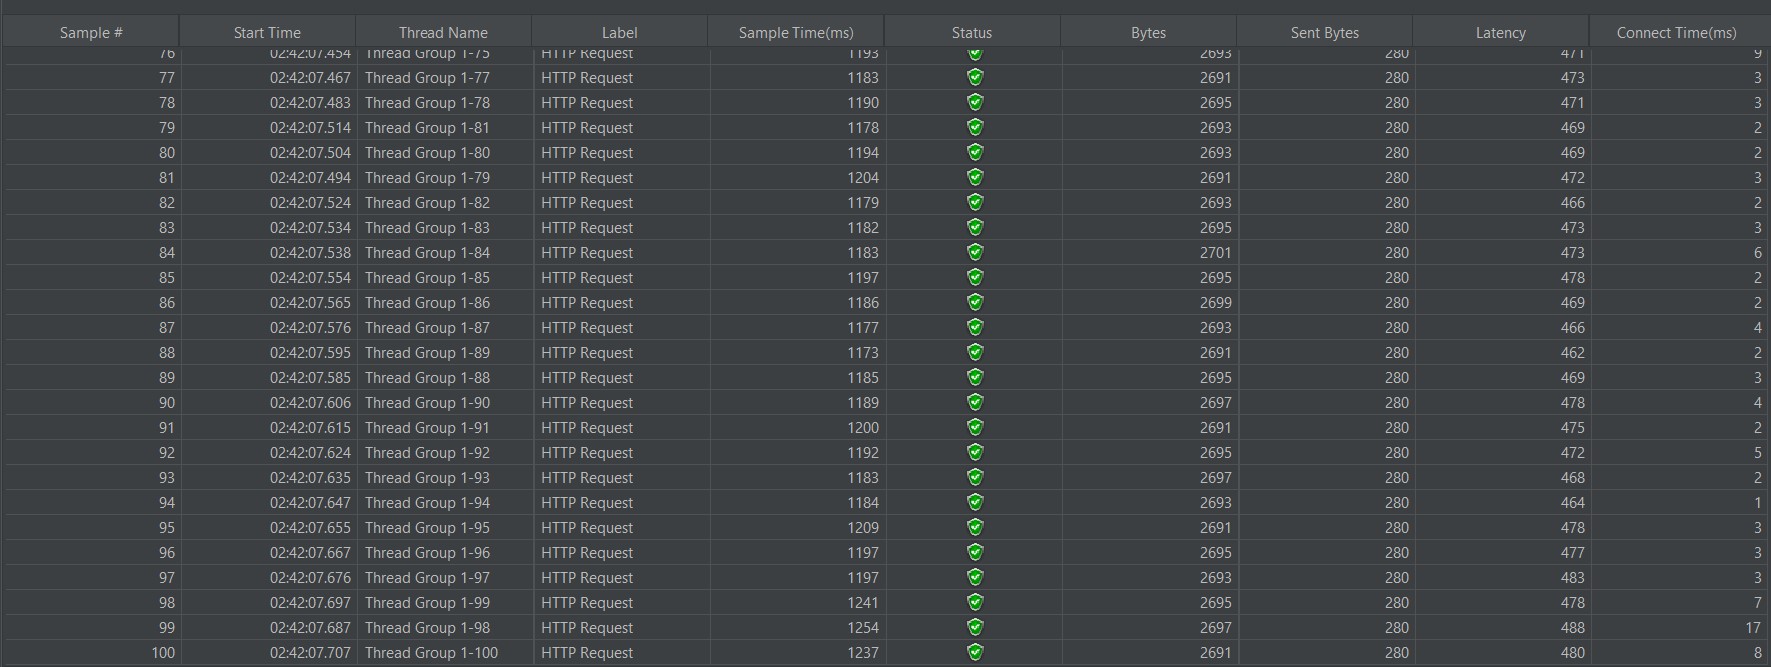 Sample # Start Time Thread Name Label Sample Time(ms) Status Bytes Sent Bytes Latency Connect Time(ms)
76 02:42:07.454 Thread Group 1-75 HTTP Request 1193 2693 280 471 9
77 02:42:07.467 Thread Group 1-77 HTTP Request 1183 2691 280 473 3
78 02:42:07.483 Thread Group 1-78 HTTP Request 1190 2695 280 471 3
79 02:42:07.514 Thread Group 1-81 HTTP Request 1178 2693 280 469 2
80 02:42:07.504 Thread Group 1-80 HTTP Request 1194 2693 280 469 2
81 02:42:07.494 Thread Group 1-79 HTTP Request 1204 2691 280 472 3
82 02:42:07.524 Thread Group 1-82 HTTP Request 1179 2693 280 466 2
83 02:42:07.534 Thread Group 1-83 HTTP Request 1182 2695 280 473 3
84 02:42:07.538 Thread Group 1-84 HTTP Request 1183 2701 280 473 6
85 02:42:07.554 Thread Group 1-85 HTTP Request 1197 2695 280 478 2
86 02:42:07.565 Thread Group 1-86 HTTP Request 1186 2699 280 469 2
87 02:42:07.576 Thread Group 1-87 HTTP Request 1177 2693 280 466 4
88 02:42:07.595 Thread Group 1-89 HTTP Request 1173 2691 280 462 2
89 02:42:07.585 Thread Group 1-88 HTTP Request 1185 2695 280 469 3
90 02:42:07.606 Thread Group 1-90 HTTP Request 1189 2697 280 478 4
91 02:42:07.615 Thread Group 1-91 HTTP Request 1200 2691 280 475 2
92 02:42:07.624 Thread Group 1-92 HTTP Request 1192 2695 280 472 5
93 02:42:07.635 Thread Group 1-93 HTTP Request 1183 2697 280 468 2
94 02:42:07.647 Thread Group 1-94 HTTP Request 1184 2693 280 464 1
95 02:42:07.655 Thread Group 1-95 HTTP Request 1209 2691 280 478 3
96 02:42:07.667 Thread Group 1-96 HTTP Request 1197 2695 280 477 3
97 02:42:07.676 Thread Group 1-97 HTTP Request 1197 2693 280 483 3
98 02:42:07.697 Thread Group 1-99 HTTP Request 1241 2695 280 478 7
99 02:42:07.687 Thread Group 1-98 HTTP Request 1254 2697 280 488 17
100 02:42:07.707 Thread Group 1-100 HTTP Request 1237 2691 280 480 8